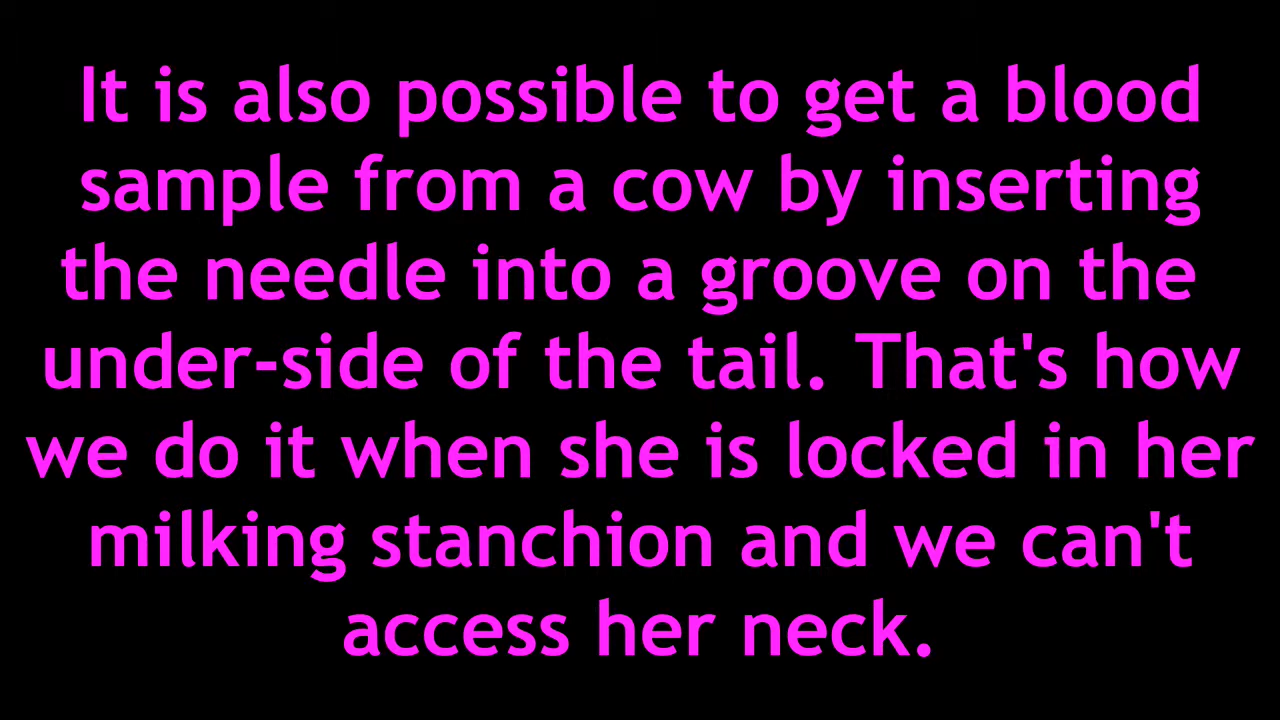 It is also possible to get a blood
sample from a cow by inserting
the needle into a groove on the
under-side of the tail. That's how
we do it when she is locked in her
milking stanchion and we can't
access her neck.